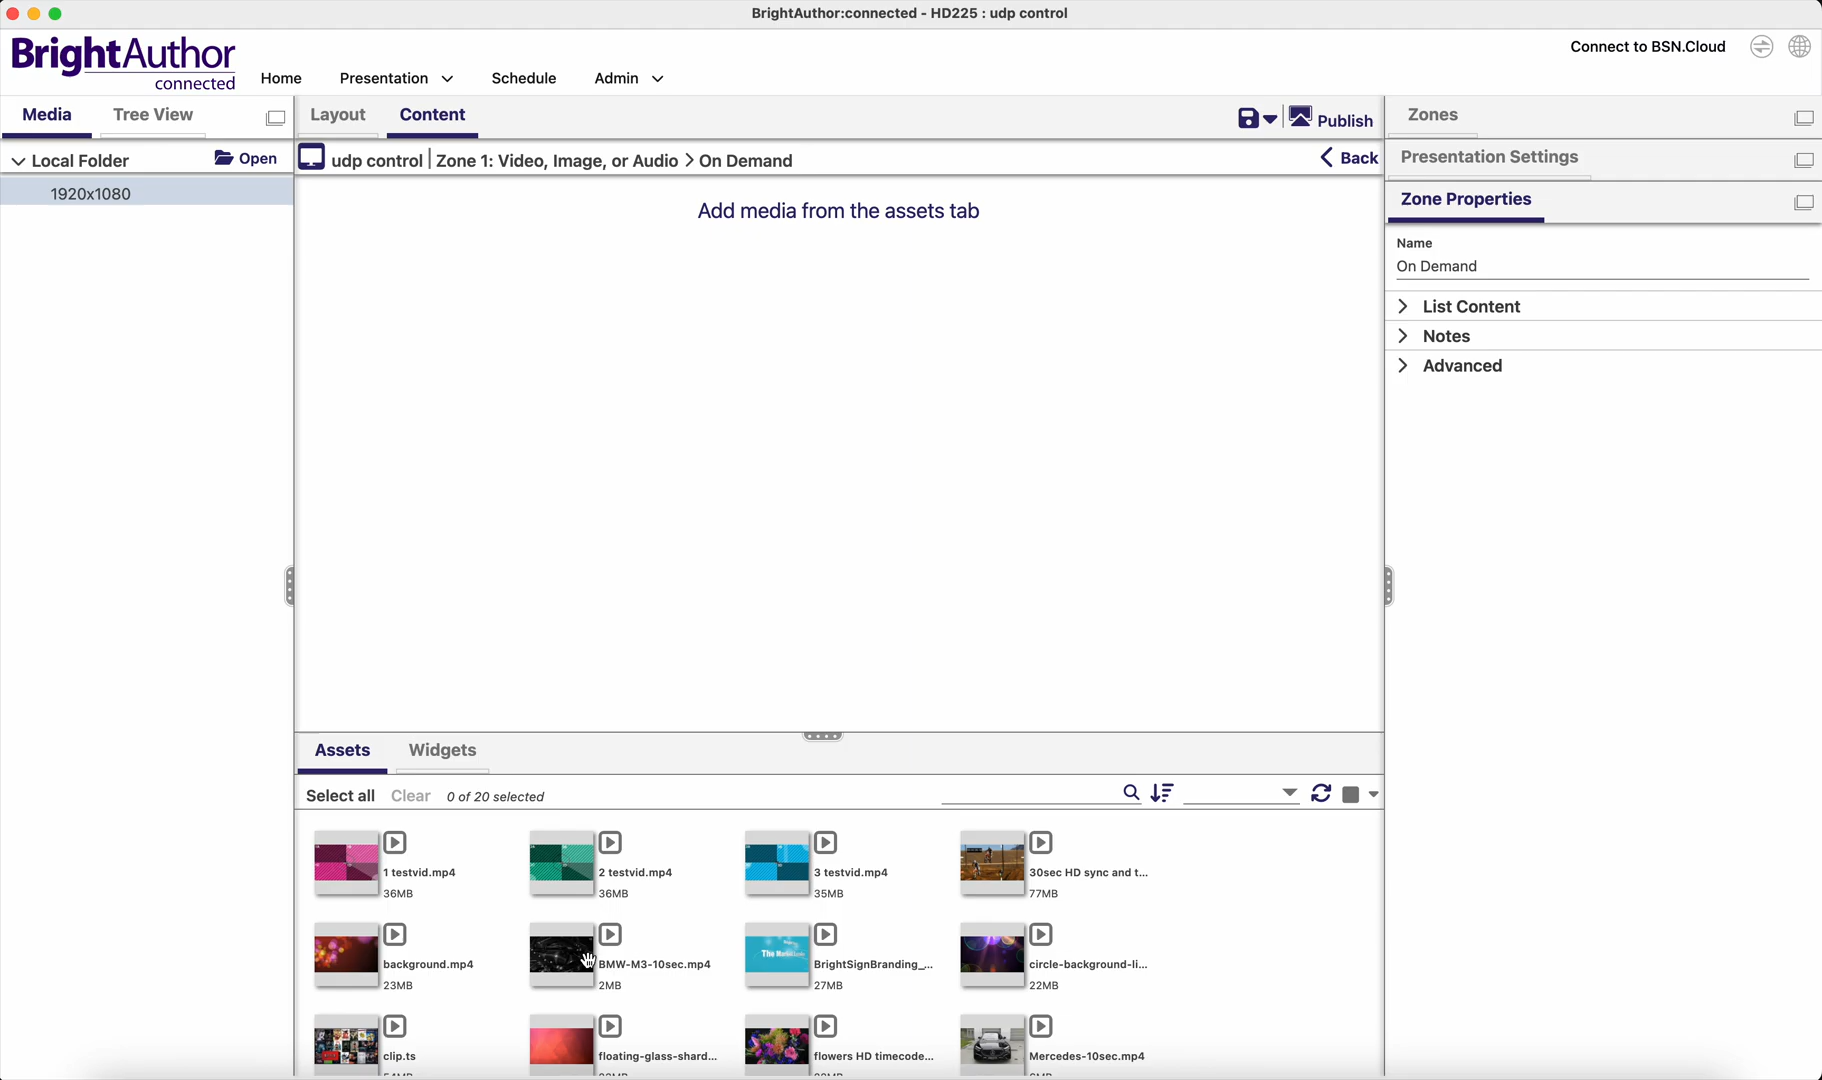 BrightAuthor:connected - HD225 : udp control
BrightAuthor
connected
Home
Presentation
Schedule
Admin
Connect to BSN.Cloud
Media
Tree View
Layout
Content
Publish
Zones
Local Folder
Open
udp control
Zone 1: Video, Image, or Audio > On Demand
Back
Presentation Settings
1920x1080
Add media from the assets tab
Zone Properties
Name
On Demand
List Content
Notes
Advanced
Assets
Widgets
Select all
Clear
0 of 20 selected
1 testvid.mp4
36MB
2 testvid.mp4
36MB
3 testvid.mp4
35MB
30sec HD sync and t...
77MB
background.mp4
23MB
BMW-M3-10sec.mp4
2MB
The Market
BrightSignBranding_...
27MB
circle-background-li...
22MB
clip.ts
floating-glass-shard...
flowers HD timecode...
Mercedes-10sec.mp4